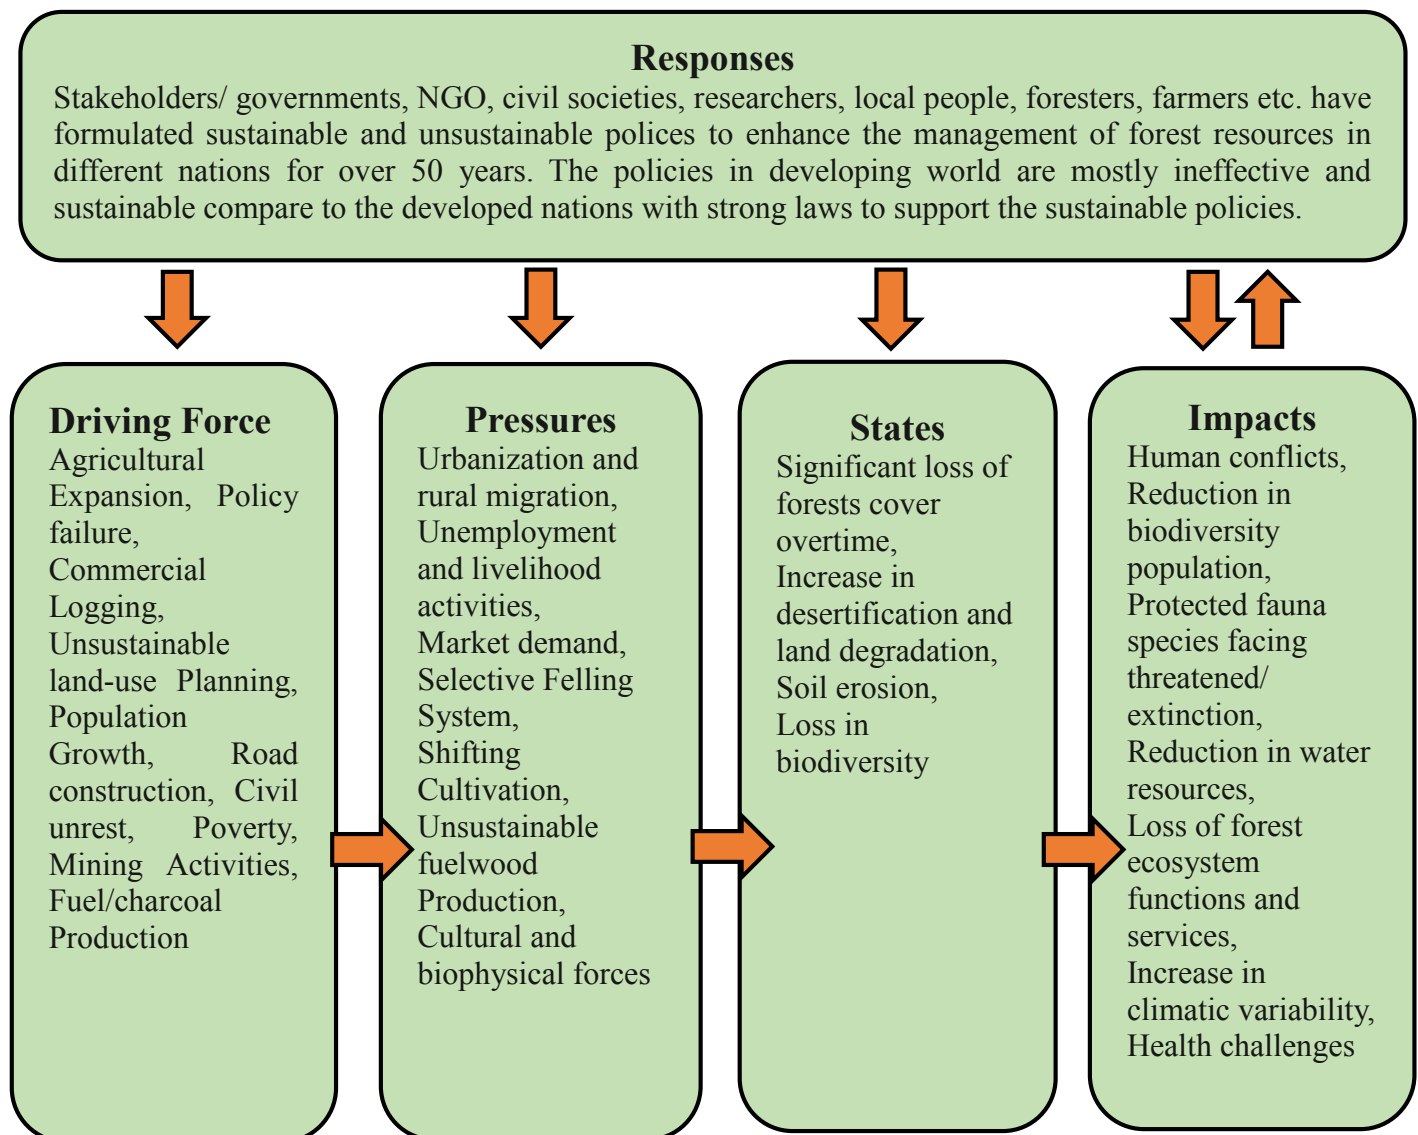 Responses
Stakeholders/ governments, NGO, civil societies, researchers, local people, foresters, farmers etc. have
formulated sustainable and unsustainable polices to enhance the management of forest resources in
different nations for over 50 years. The policies in developing world are mostly ineffective and
sustainable compare to the developed nations with strong laws to support the sustainable policies.
Driving Force
Agricultural
Expansion, Policy
failure,
Commercial
Logging,
Unsustainable
land-use Planning,
Population
Growth, Road
construction, Civil
unrest, Poverty,
Mining Activities,
Fuel/charcoal
Production
Pressures
Urbanization and
rural migration,
Unemployment
and livelihood
activities,
Market demand,
Selective Felling
System,
Shifting
Cultivation,
Unsustainable
fuelwood
Production,
Cultural and
biophysical forces
States
Significant loss of
forests cover
overtime,
Increase in
desertification and
land degradation,
Soil erosion,
Loss in
biodiversity
Impacts
Human conflicts,
Reduction in
biodiversity
population,
Protected fauna
species facing
threatened/
extinction,
Reduction in water
resources,
Loss of forest
ecosystem
functions and
services,
Increase in
climatic variability,
Health challenges